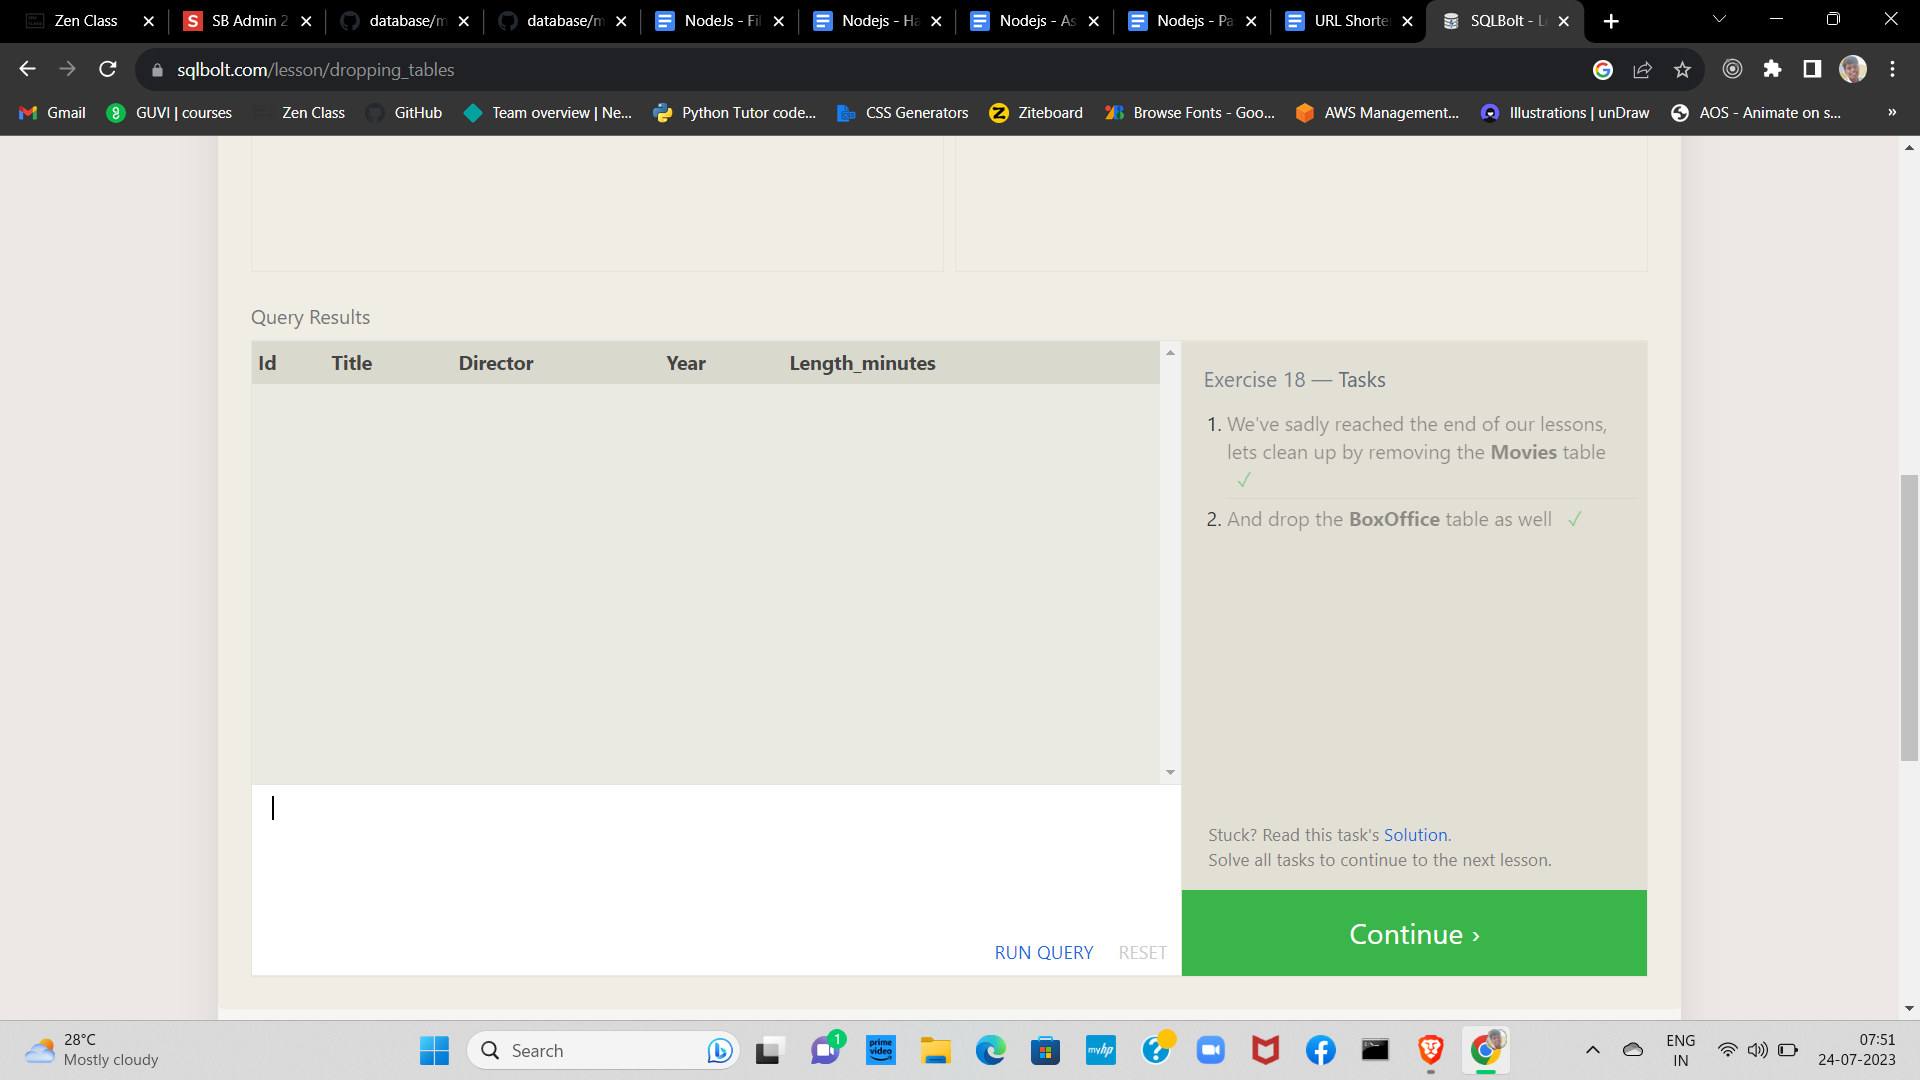 Zen Class
SB Admin 2
database/m
database/m
NodeJs - Fil
Nodejs - Ha
Nodejs - As
Nodejs - Pa
URL Shorte
SQLBolt - Le
sqlbolt.com/lesson/dropping_tables
Gmail
GUVI | courses
Zen Class
GitHub
Team overview | Ne...
Python Tutor code...
CSS Generators
Ziteboard
Browse Fonts - Goo...
AWS Management...
Illustrations | unDraw
AOS - Animate on s...
»
Query Results
Id Title Director Year Length_minutes
Exercise 18 — Tasks
1. We've sadly reached the end of our lessons,
lets clean up by removing the Movies table
✓
2. And drop the BoxOffice table as well ✓
Stuck? Read this task's Solution.
Solve all tasks to continue to the next lesson.
RUN QUERY RESET
Continue ›
28°C
Mostly cloudy
Search
1
prime video
myhp
ENG
IN
07:51
24-07-2023